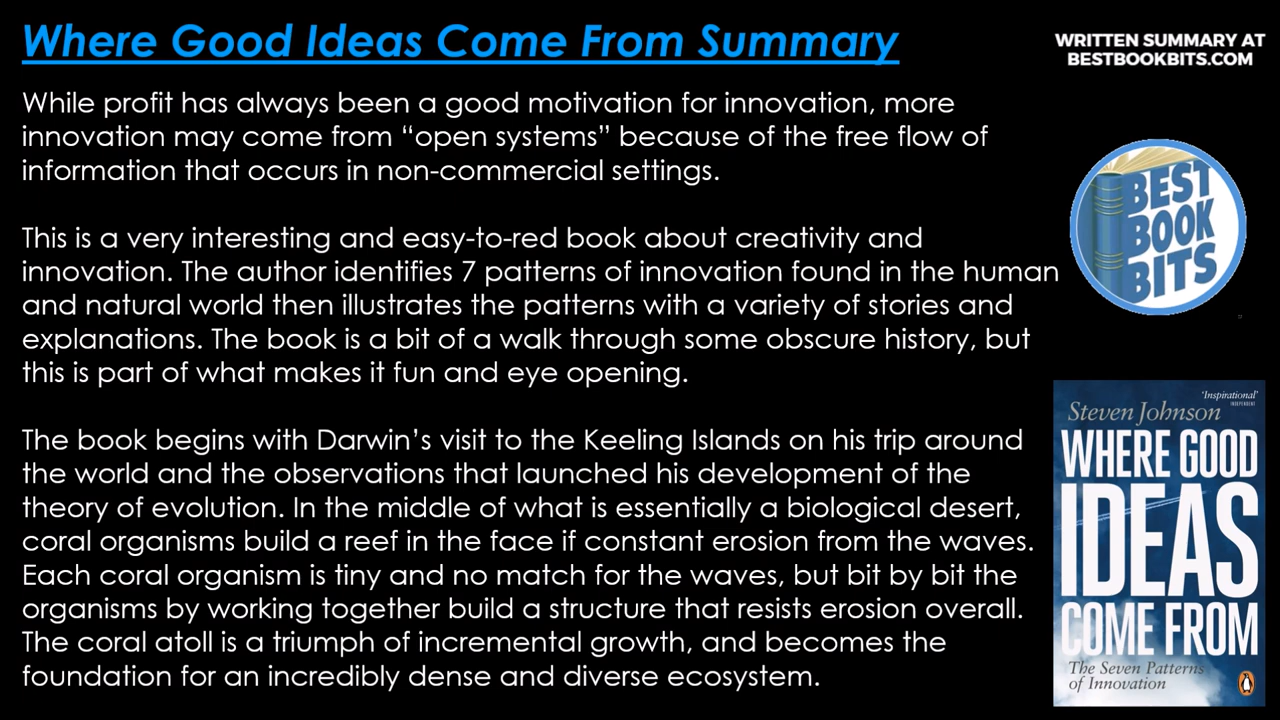 Where Good Ideas Come From Summary
WRITTEN SUMMARY AT
BESTBOOKBITS.COM
While profit has always been a good motivation for innovation, more
innovation may come from “open systems” because of the free flow of
information that occurs in non-commercial settings.
This is a very interesting and easy-to-red book about creativity and
innovation. The author identifies 7 patterns of innovation found in the human
and natural world then illustrates the patterns with a variety of stories and
explanations. The book is a bit of a walk through some obscure history, but
this is part of what makes it fun and eye opening.
The book begins with Darwin’s visit to the Keeling Islands on his trip around
the world and the observations that launched his development of the
theory of evolution. In the middle of what is essentially a biological desert,
coral organisms build a reef in the face if constant erosion from the waves.
Each coral organism is tiny and no match for the waves, but bit by bit the
organisms by working together build a structure that resists erosion overall.
The coral atoll is a triumph of incremental growth, and becomes the
foundation for an incredibly dense and diverse ecosystem.
BEST
BOOK
BITS
'Inspirational'
INDEPENDENT
Steven Johnson
WHERE GOOD
IDEAS
COME FROM
The Seven Patterns
of Innovation